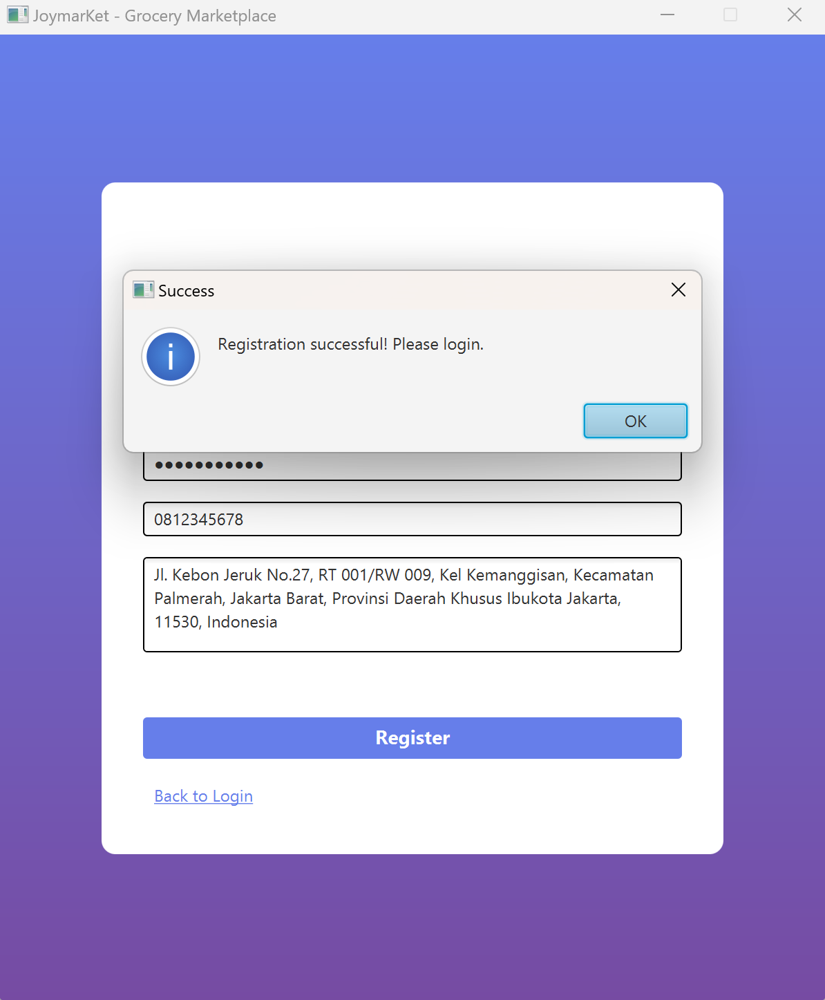 JoymarKet - Grocery Marketplace
Success
Registration successful! Please login.
OK
●●●●●●●●●●●
0812345678
Jl. Kebon Jeruk No.27, RT 001/RW 009, Kel Kemanggisan, Kecamatan
Palmerah, Jakarta Barat, Provinsi Daerah Khusus Ibukota Jakarta,
11530, Indonesia
Register
Back to Login